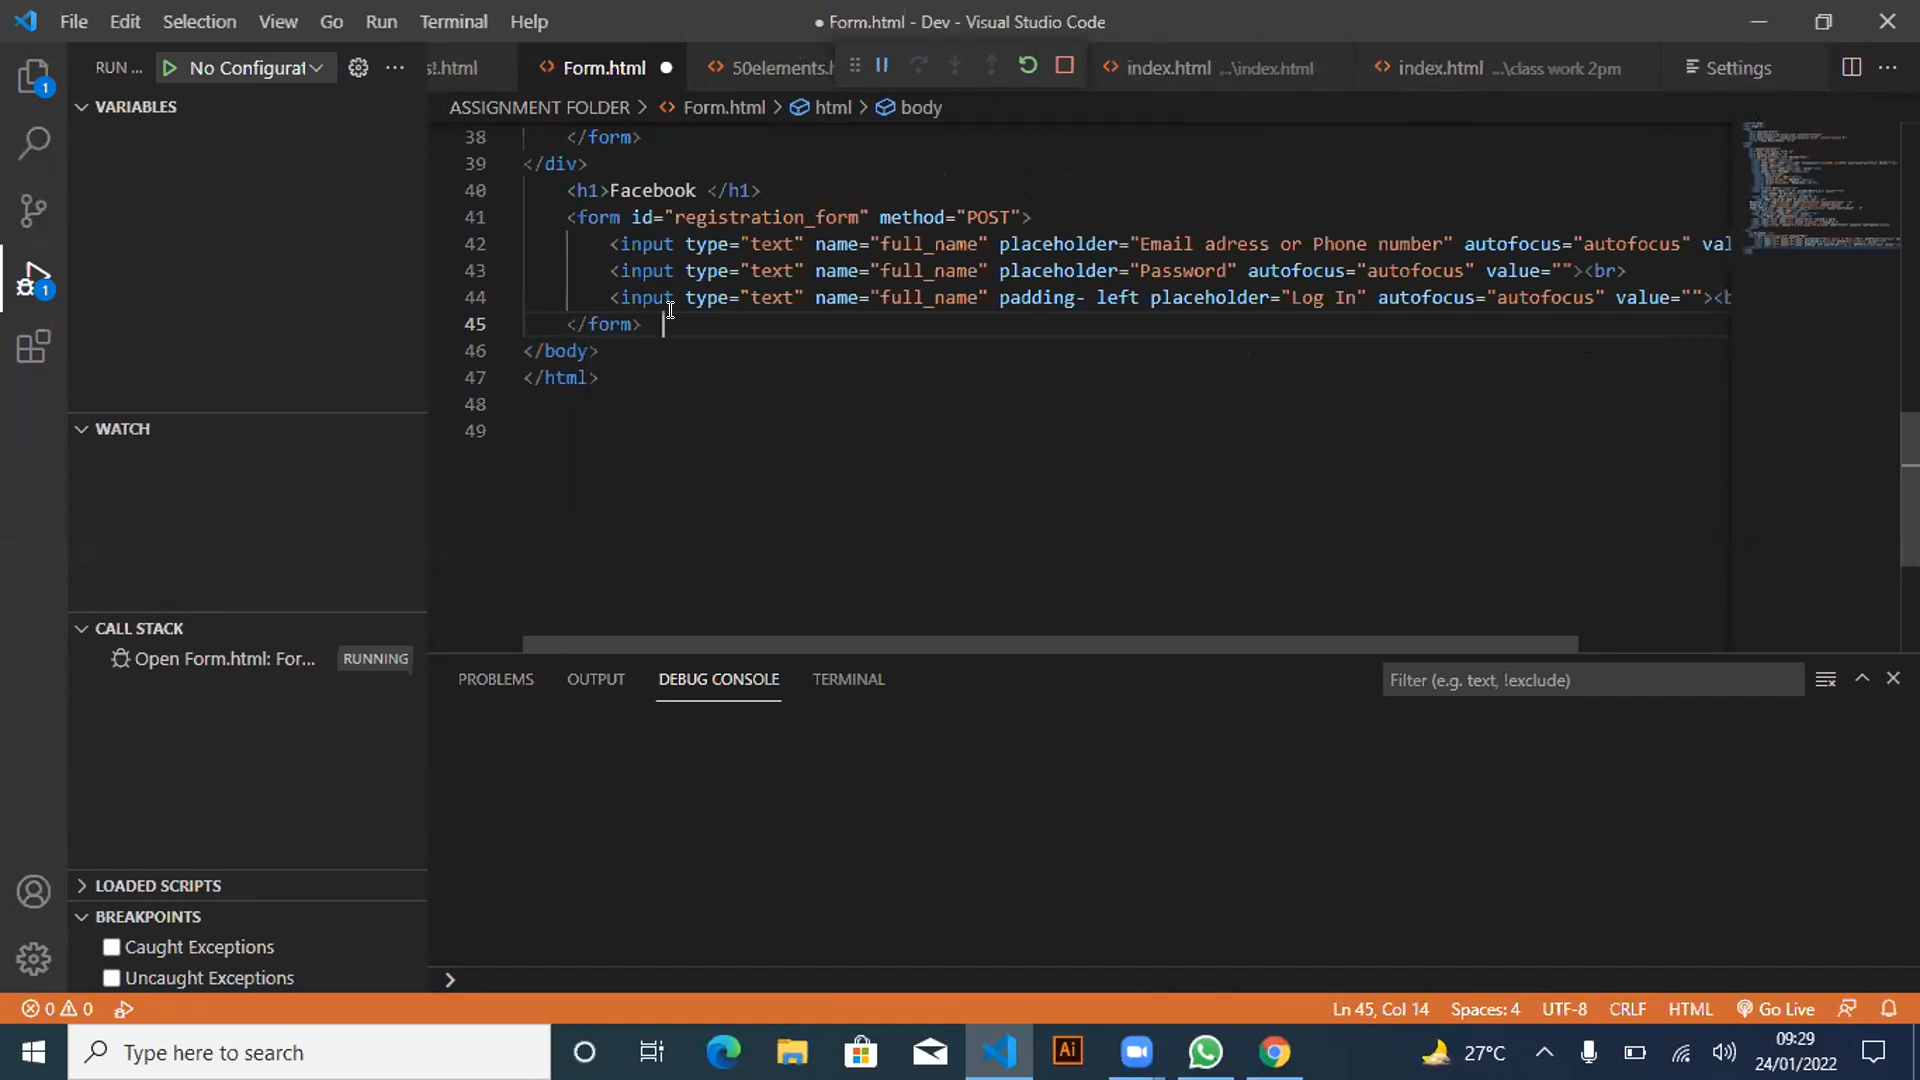 File Edit Selection View Go Run Terminal Help
● Form.html - Dev - Visual Studio Code
RUN ... No Configurat
st.html Form.html ● 50elements.h index.html ...\index.html index.html ...\class work 2pm Settings
VARIABLES
ASSIGNMENT FOLDER > Form.html > html > body
38 </form>
39 </div>
40 <h1>Facebook </h1>
41 <form id="registration_form" method="POST">
42 <input type="text" name="full_name" placeholder="Email adress or Phone number" autofocus="autofocus" val
43 <input type="text" name="full_name" placeholder="Password" autofocus="autofocus" value=""><br>
44 <input type="text" name="full_name" padding- left placeholder="Log In" autofocus="autofocus" value=""><b
45 </form>
46 </body>
47 </html>
48
49
WATCH
CALL STACK
Open Form.html: For... RUNNING
LOADED SCRIPTS
BREAKPOINTS
Caught Exceptions
Uncaught Exceptions
PROBLEMS OUTPUT DEBUG CONSOLE TERMINAL
Filter (e.g. text, !exclude)
0 0
Ln 45, Col 14 Spaces: 4 UTF-8 CRLF HTML Go Live
Type here to search
Ai
27°C
09:29
24/01/2022
1
1